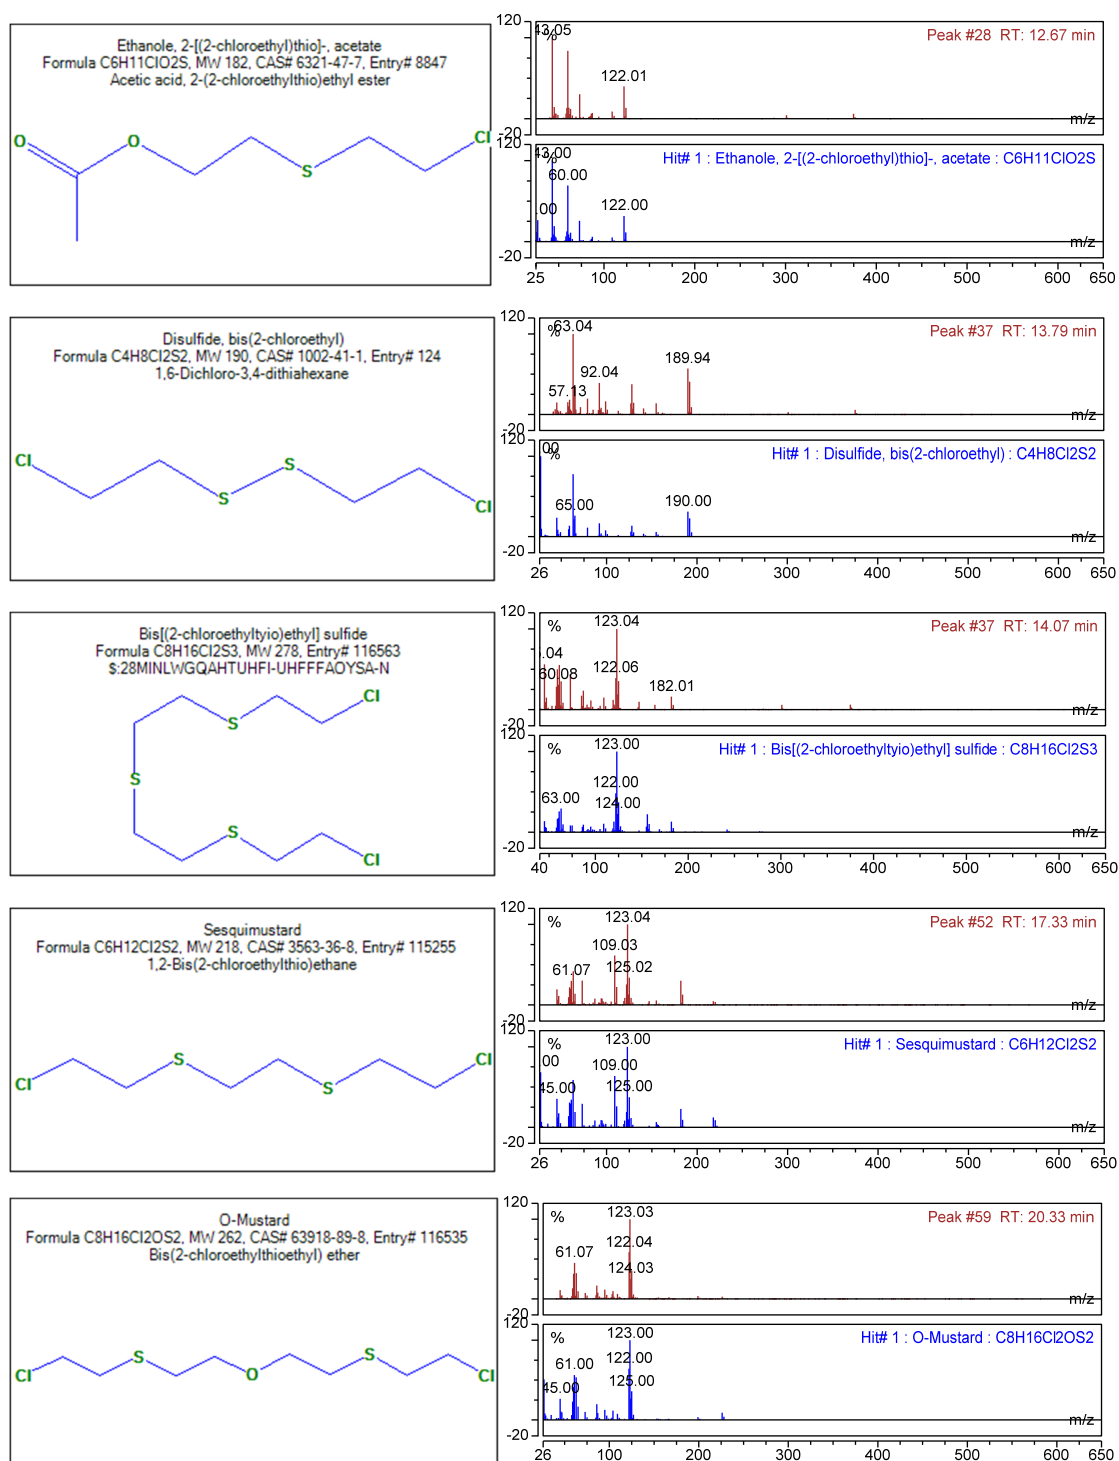 Ethanole, 2-[(2-chloroethyl)thio]-, acetate
Formula C6H11ClO2S, MW 182, CAS# 6321-47-7, Entry# 8847
Acetic acid, 2-(2-chloroethylthio)ethyl ester
O
O
S
Cl
120
-20
%
43.05
122.01
Peak #28 RT: 12.67 min
m/z
120
-20
%
43.00
60.00
.00
122.00
Hit# 1 : Ethanole, 2-[(2-chloroethyl)thio]-, acetate : C6H11ClO2S
m/z
25 100 200 300 400 500 650
Disulfide, bis(2-chloroethyl)
Formula C4H8Cl2S2, MW 190, CAS# 1002-41-1, Entry# 124
1,6-Dichloro-3,4-dithiahexane
Cl
S
S
Cl
120
-20
%
63.04
57.13
92.04
189.94
Peak #37 RT: 13.79 min
m/z
120
-20
00
%
65.00
190.00
Hit# 1 : Disulfide, bis(2-chloroethyl) : C4H8Cl2S2
m/z
26 100 200 300 400 500 600 650
Bis[(2-chloroethyltyio)ethyl] sulfide
Formula C8H16Cl2S3, MW 278, Entry# 116563
$:28MINLWGQAHTUHFI-UHFFFAOYSA-N
Cl
S
S
S
Cl
120
-20
%
.04
60.08
123.04
122.06
182.01
Peak #37 RT: 14.07 min
m/z
120
-20
%
63.00
123.00
122.00
124.00
Hit# 1 : Bis[(2-chloroethyltyio)ethyl] sulfide : C8H16Cl2S3
m/z
40 100 200 300 400 500 650
Sesquimustard
Formula C6H12Cl2S2, MW 218, CAS# 3563-36-8, Entry# 115255
1,2-Bis(2-chloroethylthio)ethane
Cl
S
S
Cl
120
-20
%
61.07
123.04
109.03
125.02
Peak #52 RT: 17.33 min
m/z
120
-20
%
00
45.00
123.00
109.00
125.00
Hit# 1 : Sesquimustard : C6H12Cl2S2
m/z
26 100 200 300 400 500 600 650
O-Mustard
Formula C8H16Cl2OS2, MW 262, CAS# 63918-89-8, Entry# 116535
Bis(2-chloroethylthioethyl) ether
Cl
S
O
S
Cl
120
-20
%
61.07
123.03
122.04
124.03
Peak #59 RT: 20.33 min
m/z
120
-20
%
61.00
45.00
123.00
122.00
125.00
Hit# 1 : O-Mustard : C8H16Cl2OS2
m/z
26 100 200 300 400 500 600 650